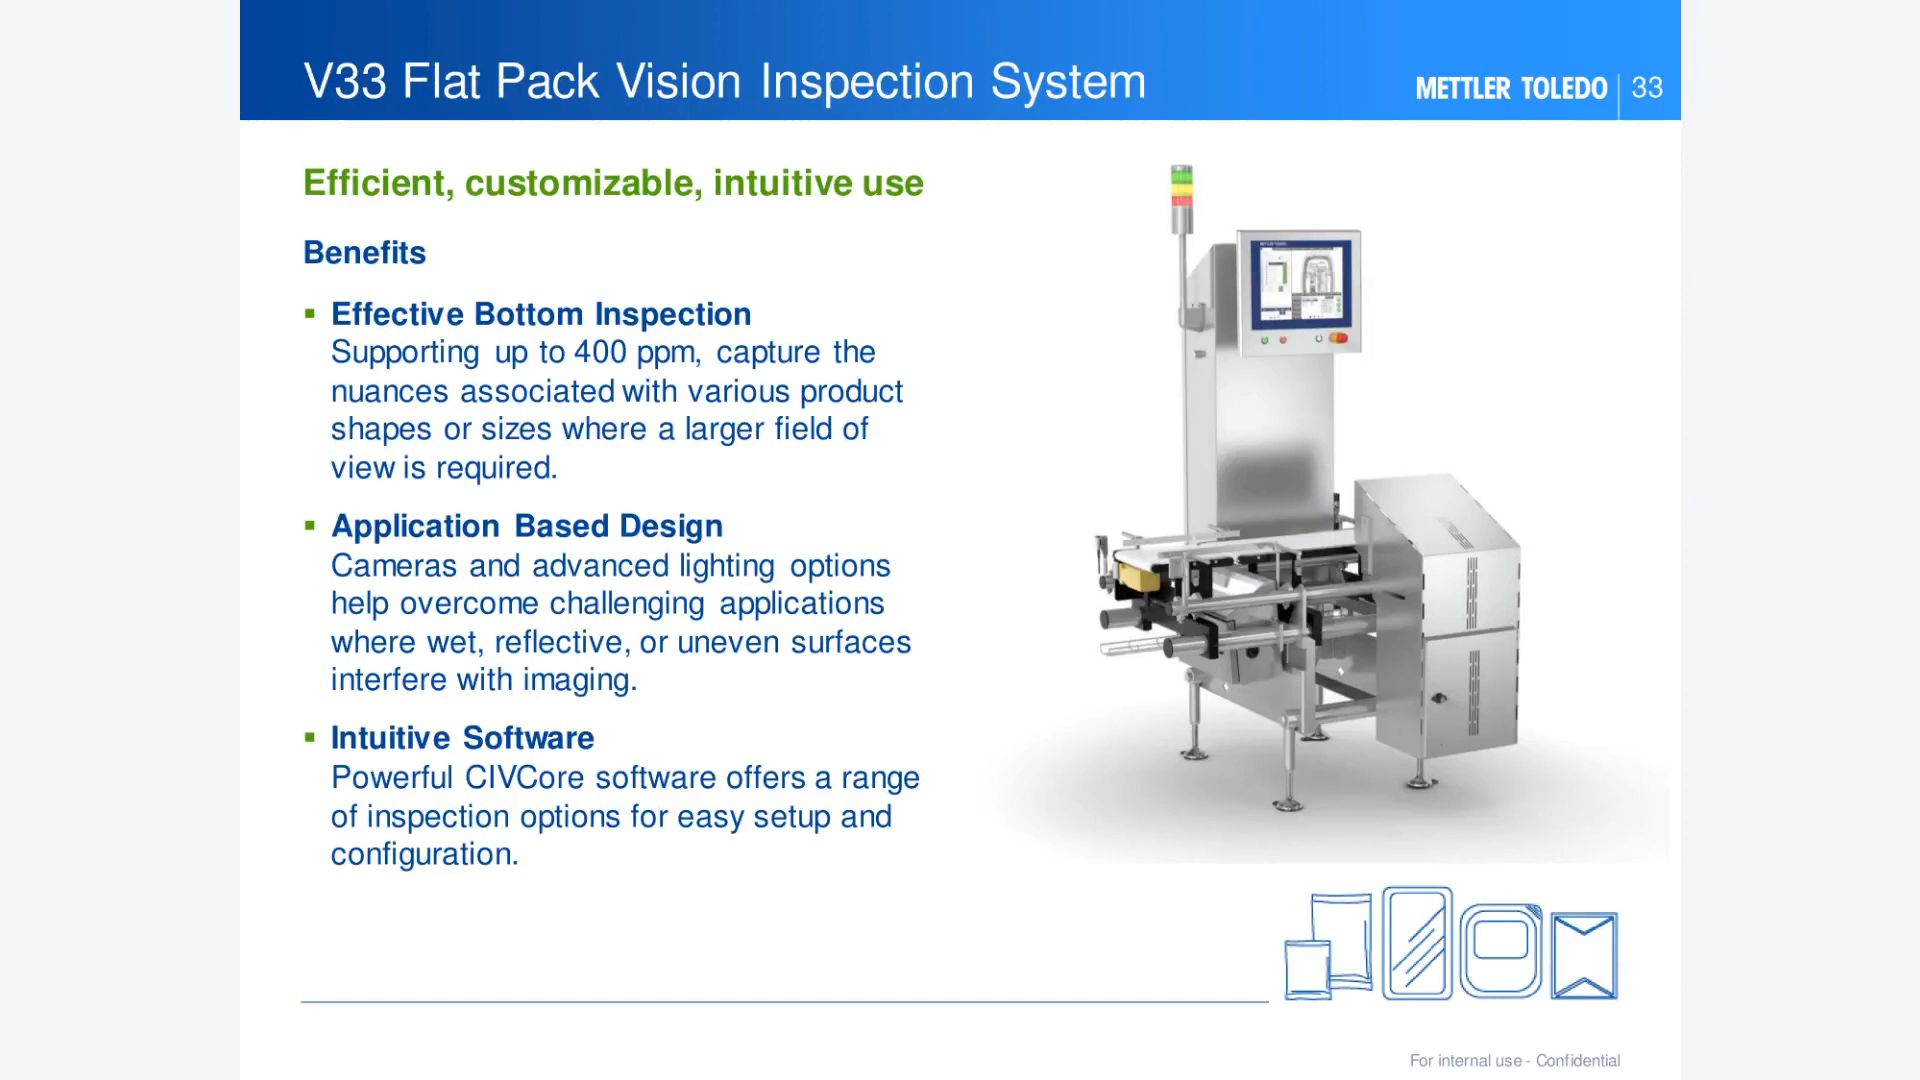 V33 Flat Pack Vision Inspection System
METTLER TOLEDO 33
Efficient, customizable, intuitive use
Benefits
Effective Bottom Inspection
Supporting up to 400 ppm, capture the
nuances associated with various product
shapes or sizes where a larger field of
view is required.
Application Based Design
Cameras and advanced lighting options
help overcome challenging applications
where wet, reflective, or uneven surfaces
interfere with imaging.
Intuitive Software
Powerful CIVCore software offers a range
of inspection options for easy setup and
configuration.
For internal use - Confidential